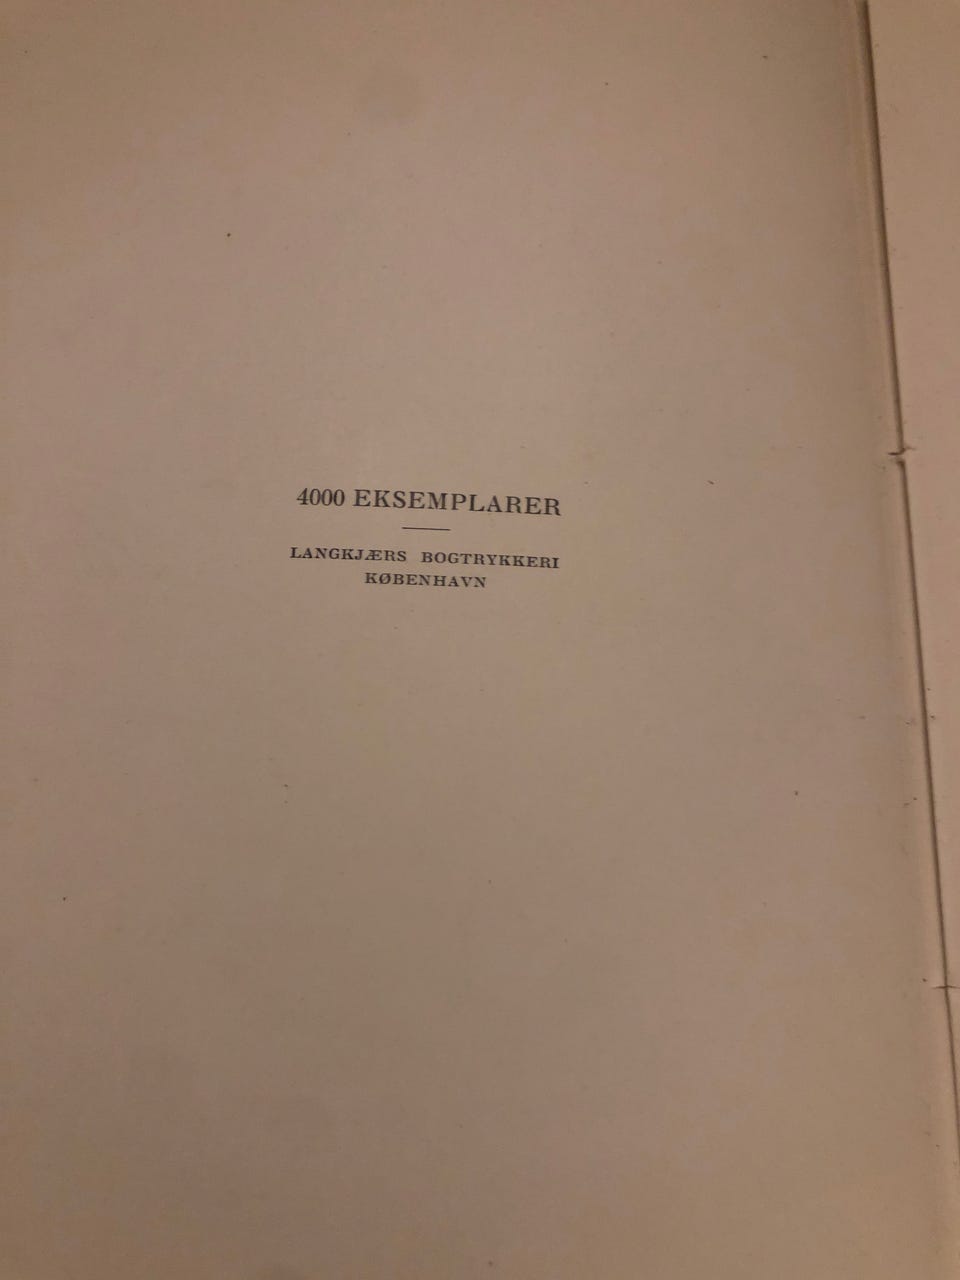 4000 EKSEMPLARER
LANGKJÆRS BOGTRYKKERI
KØBENHAVN